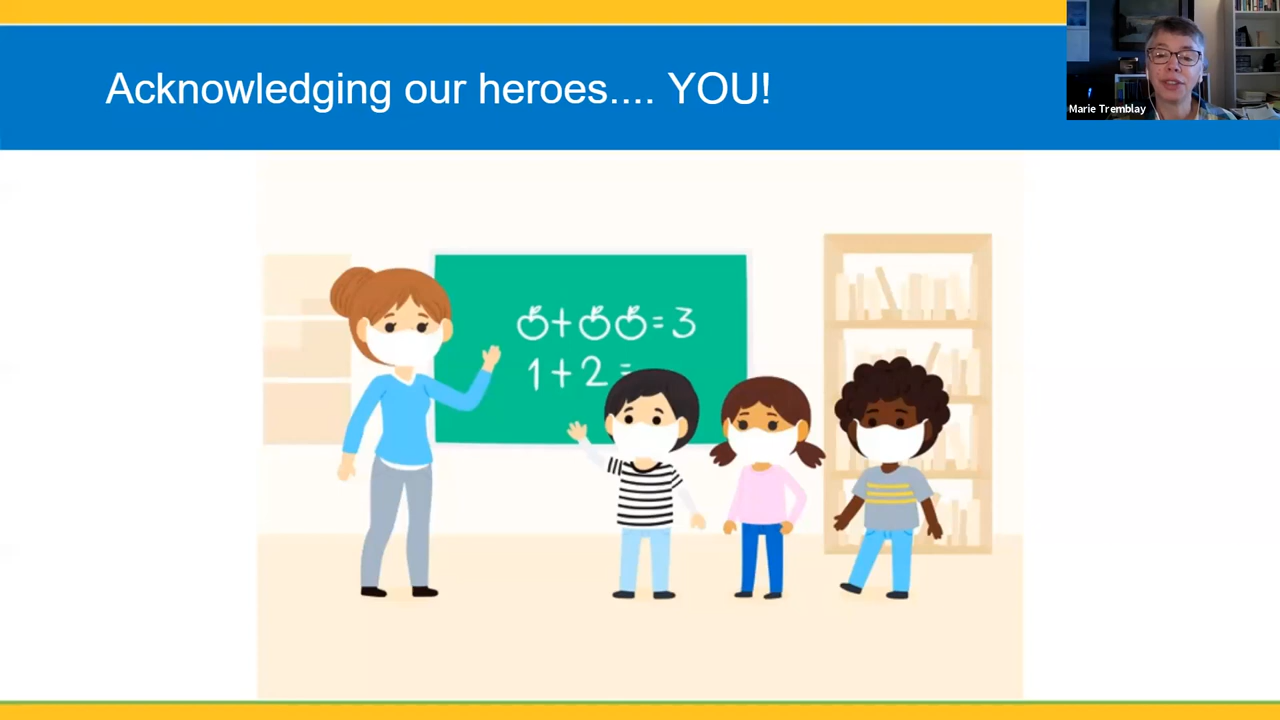 Acknowledging our heroes.... YOU!
Marie Tremblay
+ = 3
1 + 2 =